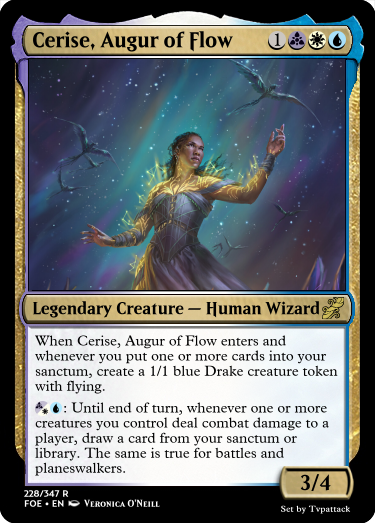 Cerise, Augur of Flow 1
Legendary Creature — Human Wizard
When Cerise, Augur of Flow enters and
whenever you put one or more cards into your
sanctum, create a 1/1 blue Drake creature token
with flying.
: Until end of turn, whenever one or more
creatures you control deal combat damage to a
player, draw a card from your sanctum or
library. The same is true for battles and
planeswalkers.
3/4
228/347 R
FOE • EN Veronica O'Neill
Set by Tvpattack